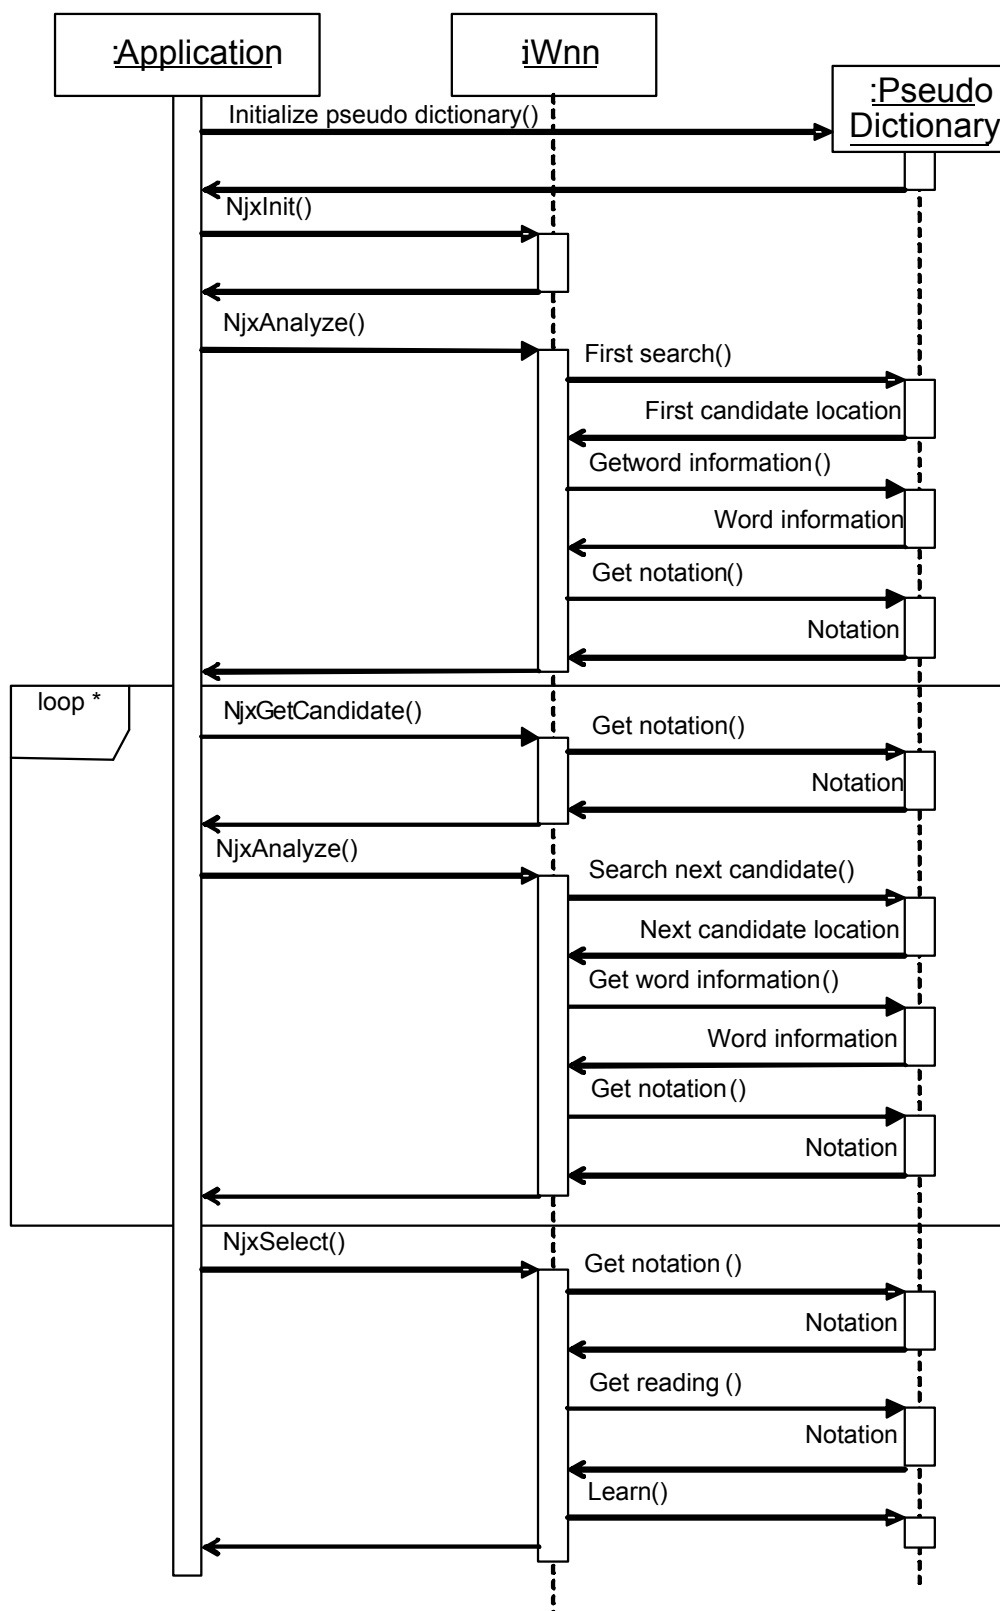 :Application
iWnn
:Pseudo
Dictionary
Initialize pseudo dictionary()
NjxInit()
NjxAnalyze()
First search()
First candidate location
Getword information()
Word information
Get notation()
Notation
loop *
NjxGetCandidate()
Get notation()
Notation
NjxAnalyze()
Search next candidate()
Next candidate location
Get word information()
Word information
Get notation()
Notation
NjxSelect()
Get notation ()
Notation
Get reading ()
Notation
Learn()